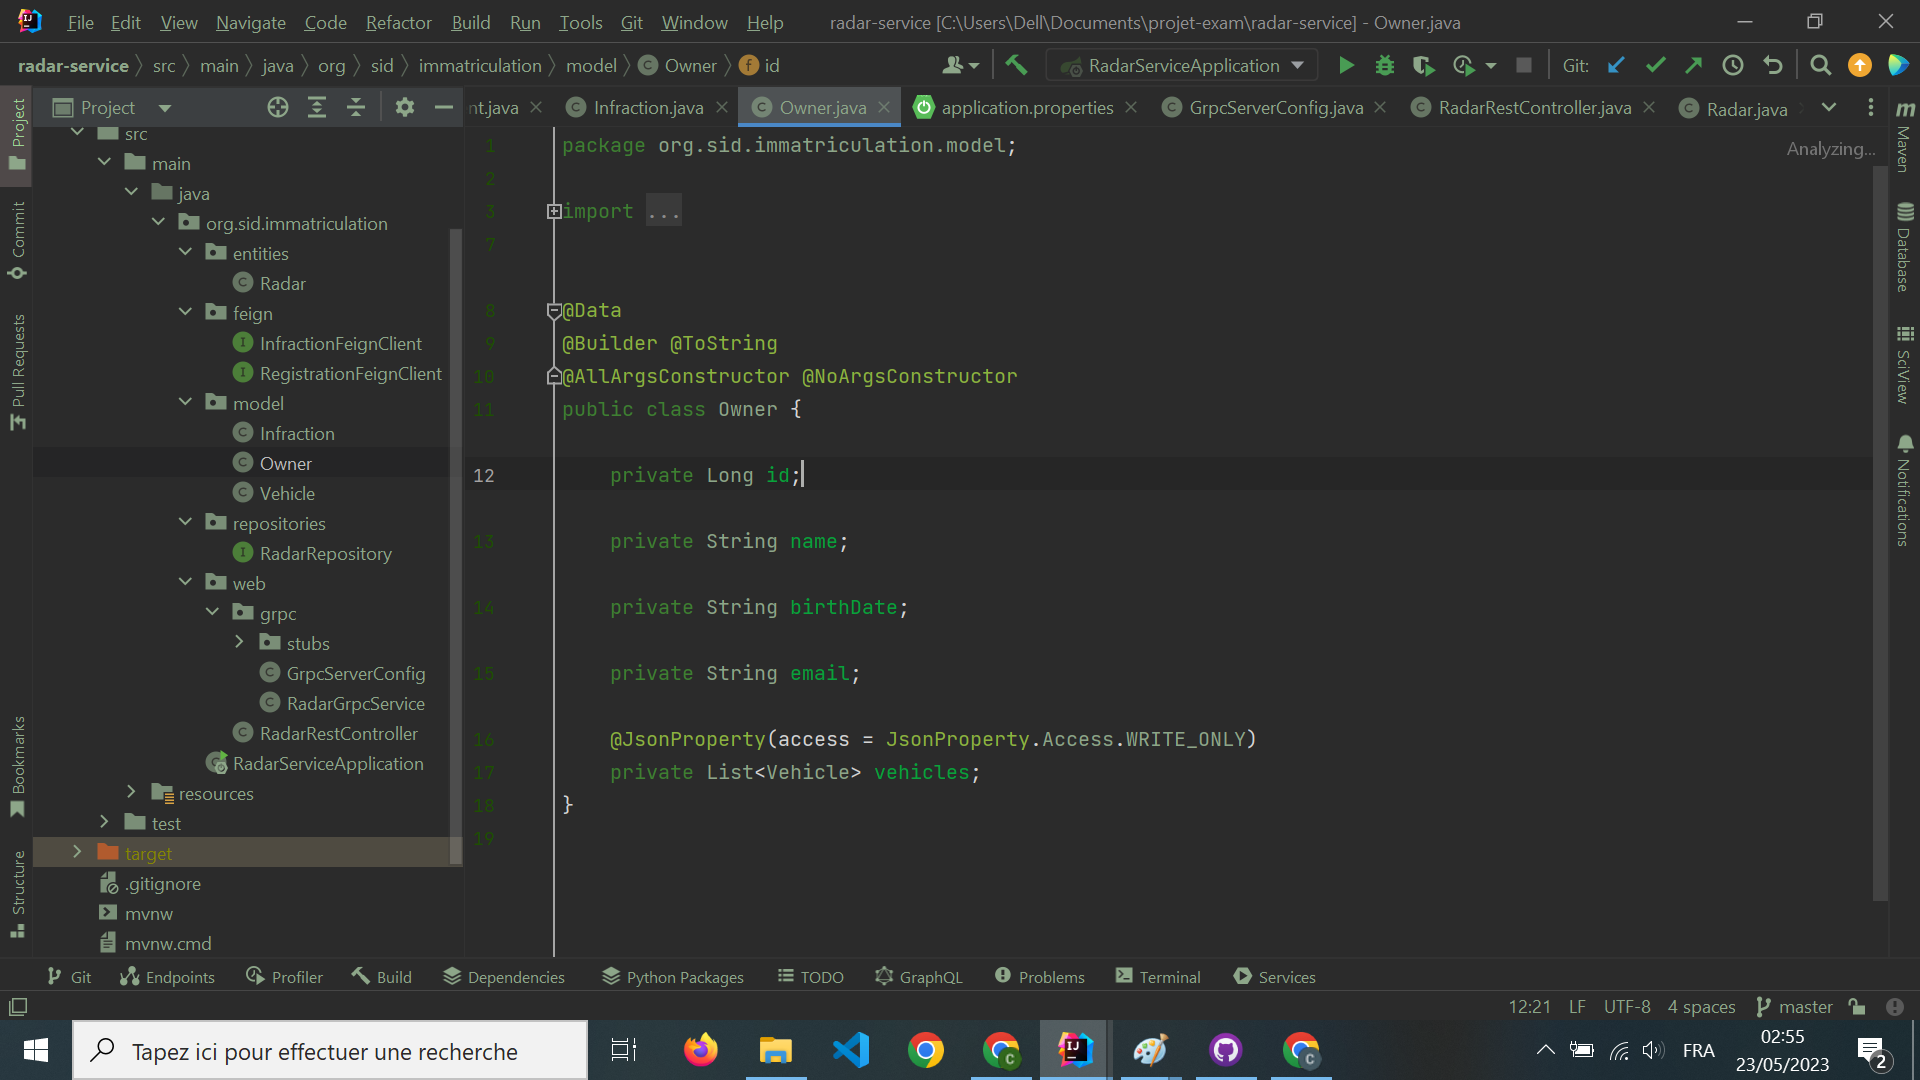 File Edit View Navigate Code Refactor Build Run Tools Git Window Help radar-service [C:\Users\Dell\Documents\projet-exam\radar-service] - Owner.java
radar-service src main java org sid immatriculation model Owner id RadarServiceApplication Git:
Project nt.java Infraction.java Owner.java application.properties GrpcServerConfig.java RadarRestController.java Radar.java
Project
Commit
Pull Requests
Bookmarks
Structure
src
main
java
org.sid.immatriculation
entities
Radar
feign
InfractionFeignClient
RegistrationFeignClient
model
Infraction
Owner
Vehicle
repositories
RadarRepository
web
grpc
stubs
GrpcServerConfig
RadarGrpcService
RadarRestController
RadarServiceApplication
resources
test
target
.gitignore
mvnw
mvnw.cmd
1 package org.sid.immatriculation.model;
2
3 import ...
7
8 @Data
9 @Builder @ToString
10 @AllArgsConstructor @NoArgsConstructor
11 public class Owner {
12 private Long id;
13 private String name;
14 private String birthDate;
15 private String email;
16 @JsonProperty(access = JsonProperty.Access.WRITE_ONLY)
17 private List<Vehicle> vehicles;
18 }
19
Analyzing...
Maven
Database
SciView
Notifications
Git Endpoints Profiler Build Dependencies Python Packages TODO GraphQL Problems Terminal Services
12:21 LF UTF-8 4 spaces master
Tapez ici pour effectuer une recherche
FRA
02:55
23/05/2023
2